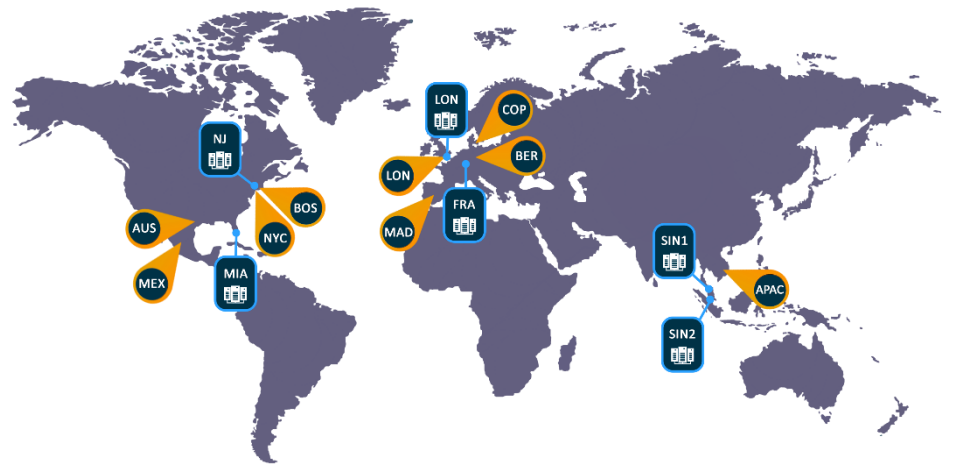 LON
COP
NJ
BER
LON
FRA
BOS
AUS
MAD
NYC
SIN1
MIA
MEX
APAC
SIN2